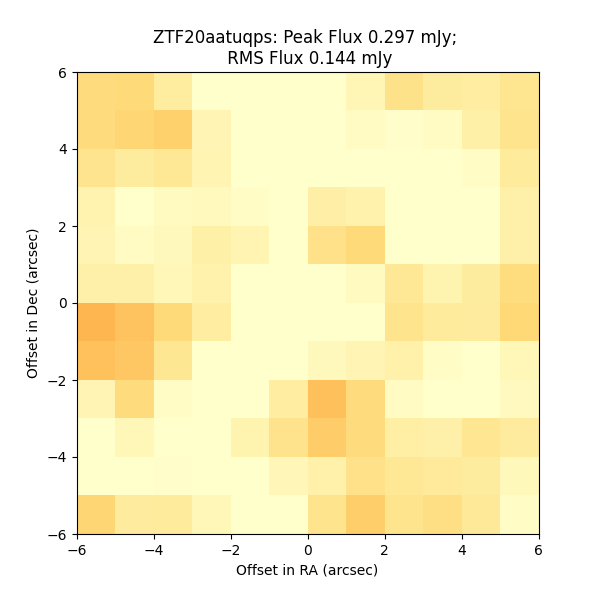 ZTF20aatuqps: Peak Flux 0.297 mJy;
RMS Flux 0.144 mJy
6
4
2
0
−2
−4
−6
Offset in Dec (arcsec)
−6 −4 −2 0 2 4 6
Offset in RA (arcsec)